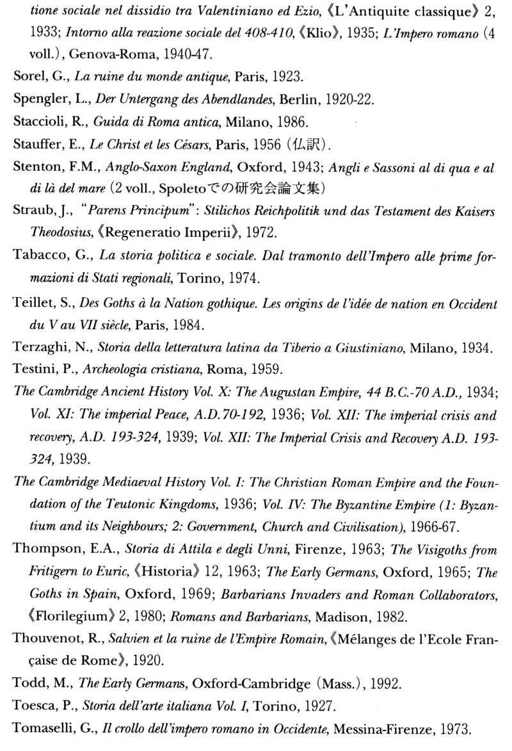 tione sociale nel dissidio tra Valentiniano ed Ezio, 《L'Antiquite classique》 2,
1933; Intorno alla reazione sociale del 408-410, 《Klio》, 1935; L'Impero romano (4
voll.), Genova-Roma, 1940-47.
Sorel, G., La ruine du monde antique, Paris, 1923.
Spengler, L., Der Untergang des Abendlandes, Berlin, 1920-22.
Staccioli, R., Guida di Roma antica, Milano, 1986.
Stauffer, E., Le Christ et les Césars, Paris, 1956 (仏訳).
Stenton, F.M., Anglo-Saxon England, Oxford, 1943; Angli e Sassoni al di qua e al
di là del mare (2 voll., Spoletoでの研究会論文集)
Straub, J., "Parens Principum": Stilichos Reichpolitik und das Testament des Kaisers
Theodosius, 《Regeneratio Imperii》, 1972.
Tabacco, G., La storia politica e sociale. Dal tramonto dell'Impero alle prime for-
mazioni di Stati regionali, Torino, 1974.
Teillet, S., Des Goths à la Nation gothique. Les origins de l'idée de nation en Occident
du V au VII siècle, Paris, 1984.
Terzaghi, N., Storia della letteratura latina da Tiberio a Giustiniano, Milano, 1934.
Testini, P., Archeologia cristiana, Roma, 1959.
The Cambridge Ancient History Vol. X: The Augustan Empire, 44 B.C.-70 A.D., 1934;
Vol. XI: The imperial Peace, A.D.70-192, 1936; Vol. XII: The imperial crisis and
recovery, A.D. 193-324, 1939; Vol. XII: The Imperial Crisis and Recovery A.D. 193-
324, 1939.
The Cambridge Mediaeval History Vol. I: The Christian Roman Empire and the Foun-
dation of the Teutonic Kingdoms, 1936; Vol. IV: The Byzantine Empire (1: Byzan-
tium and its Neighbours; 2: Government, Church and Civilisation), 1966-67.
Thompson, E.A., Storia di Attila e degli Unni, Firenze, 1963; The Visigoths from
Fritigern to Euric, 《Historia》 12, 1963; The Early Germans, Oxford, 1965; The
Goths in Spain, Oxford, 1969; Barbarians Invaders and Roman Collaborators,
《Florilegium》 2, 1980; Romans and Barbarians, Madison, 1982.
Thouvenot, R., Salvien et la ruine de l'Empire Romain, 《Mélanges de l'Ecole Fran-
çaise de Rome》, 1920.
Todd, M., The Early Germans, Oxford-Cambridge (Mass.), 1992.
Toesca, P., Storia dell'arte italiana Vol. I, Torino, 1927.
Tomaselli, G., Il crollo dell'impero romano in Occidente, Messina-Firenze, 1973.